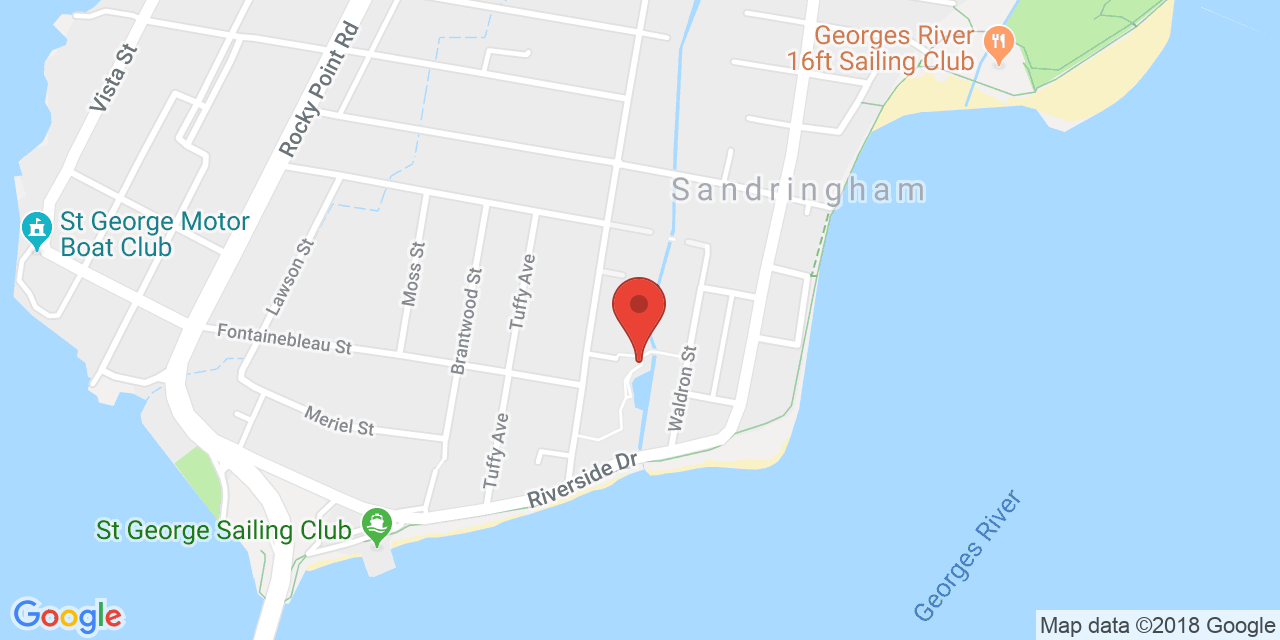 Georges River
16ft Sailing Club
Vista St
Rocky Point Rd
Sandringham
St George Motor
Boat Club
Lawson St
Moss St
Brantwood St
Tuffy Ave
Fontainebleau St
Waldron St
Meriel St
Tuffy Ave
Riverside Dr
St George Sailing Club
Georges River
Google
Map data ©2018 Google